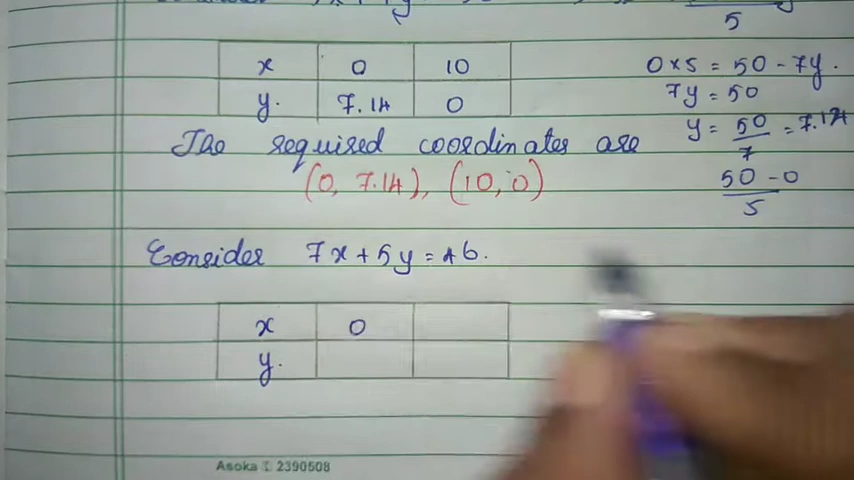 5
x 0 10
y. 7.14 0
0 x 5 = 50 - 7y.
7y = 50
y = 50/7 = 7.14
50 - 0
5
The required coordinates are
(0, 7.14), (10, 0)
Consider 7x + 5y = 46.
x 0
y.
Asoka 2390508